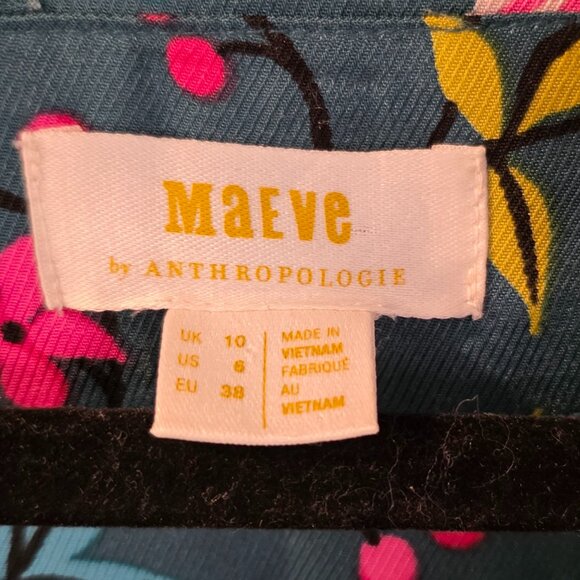 MaEVe
by ANTHROPOLOGIE
UK 10
US 6
EU 38
MADE IN
VIETNAM
FABRIQUÉ
AU
VIETNAM